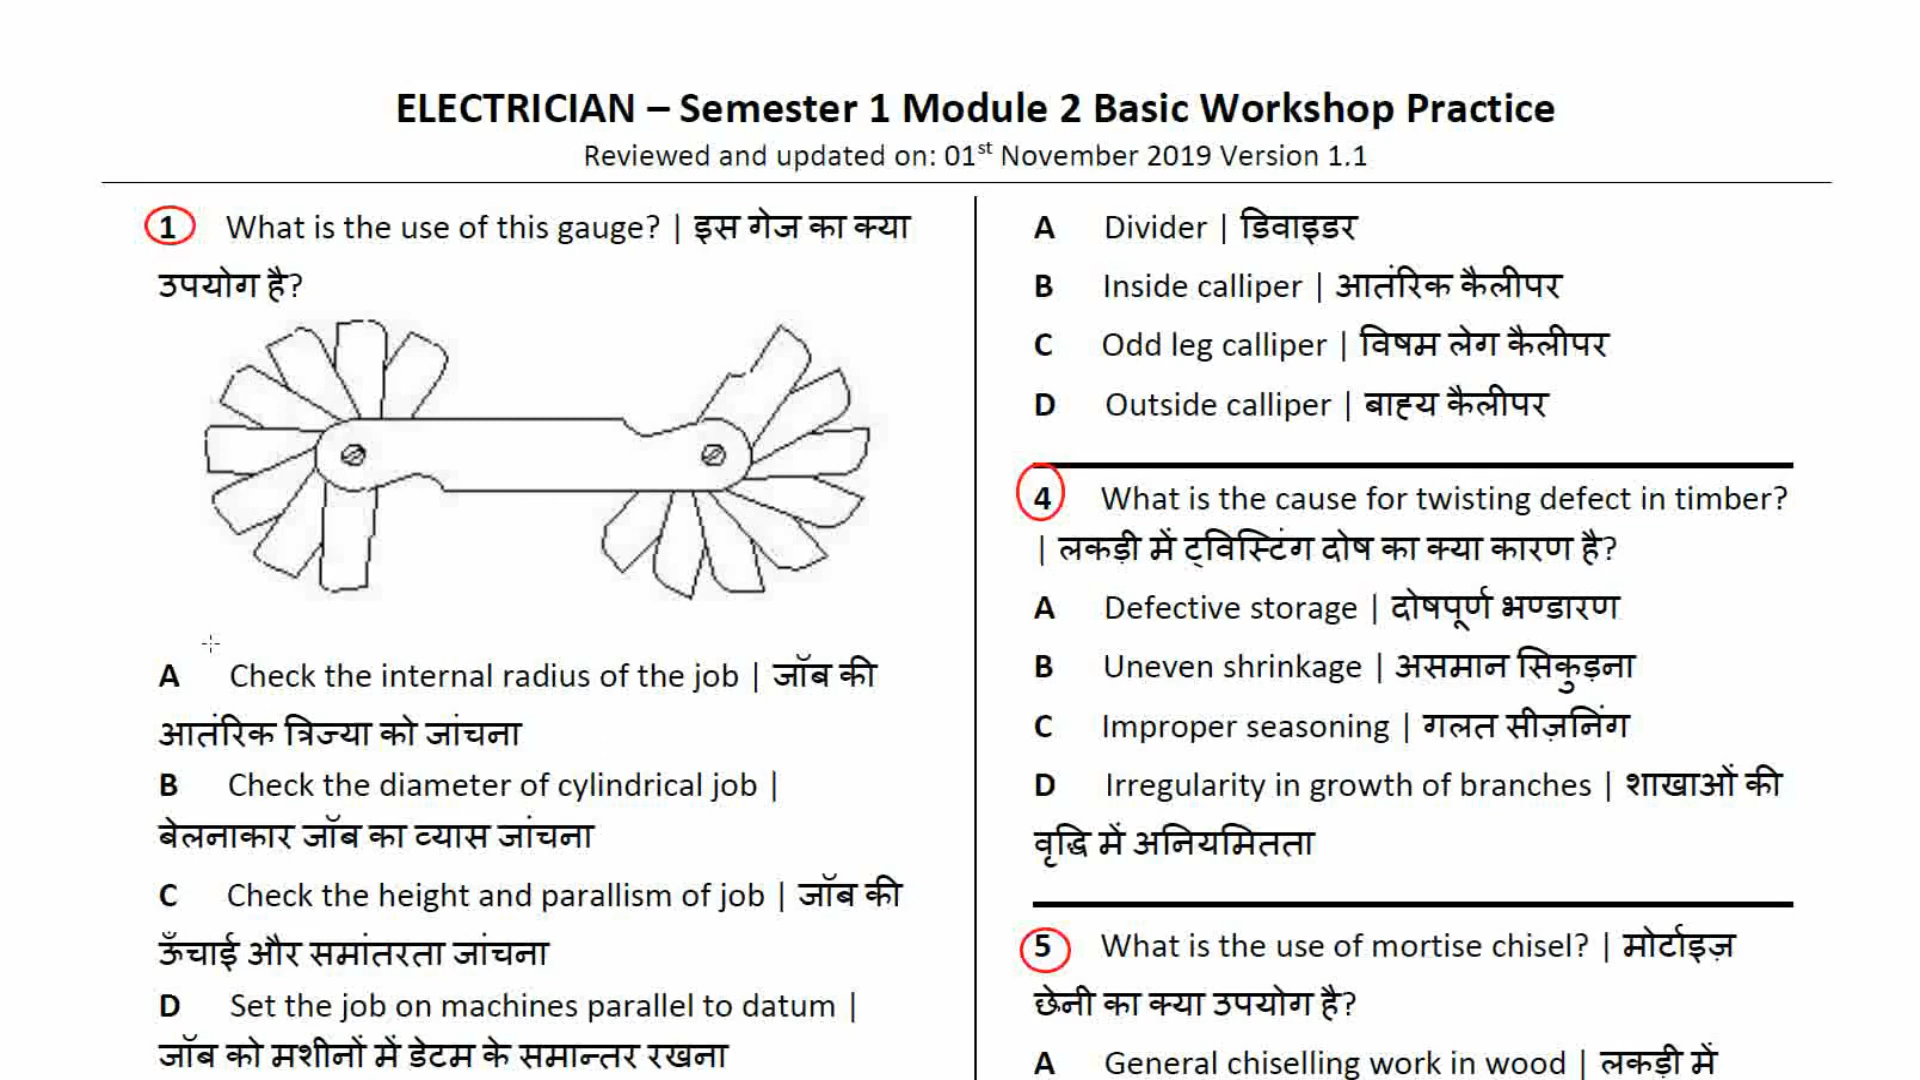 ELECTRICIAN – Semester 1 Module 2 Basic Workshop Practice
Reviewed and updated on: 01st November 2019 Version 1.1
1 What is the use of this gauge? | इस गेज का क्या
उपयोग है?
A Check the internal radius of the job | जॉब की
आतंरिक त्रिज्या को जांचना
B Check the diameter of cylindrical job |
बेलनाकार जॉब का व्यास जांचना
C Check the height and parallism of job | जॉब की
ऊँचाई और समांतरता जांचना
D Set the job on machines parallel to datum |
जॉब को मशीनों में डेटम के समान्तर रखना
A Divider | डिवाइडर
B Inside calliper | आतंरिक कैलीपर
C Odd leg calliper | विषम लेग कैलीपर
D Outside calliper | बाह्य कैलीपर
4 What is the cause for twisting defect in timber?
| लकड़ी में ट्विस्टिंग दोष का क्या कारण है?
A Defective storage | दोषपूर्ण भण्डारण
B Uneven shrinkage | असमान सिकुड़ना
C Improper seasoning | गलत सीज़निंग
D Irregularity in growth of branches | शाखाओं की
वृद्धि में अनियमितता
5 What is the use of mortise chisel? | मोर्टाइज़
छेनी का क्या उपयोग है?
A General chiselling work in wood | लकड़ी में